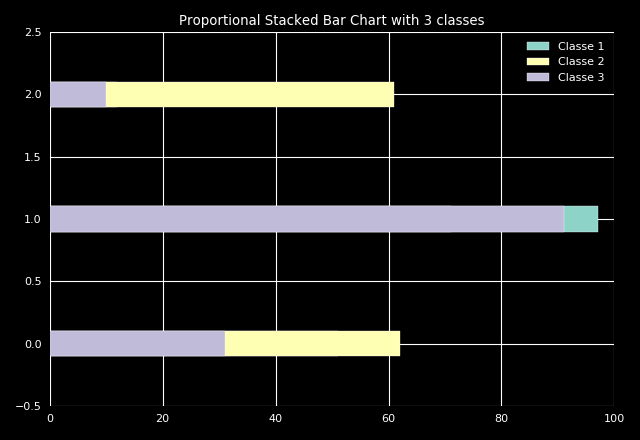 Proportional Stacked Bar Chart with 3 classes
2.5
Classe 1
Classe 2
Classe 3
2.0
1.5
1.0
0.5
0.0
−0.5
0 20 40 60 80 100